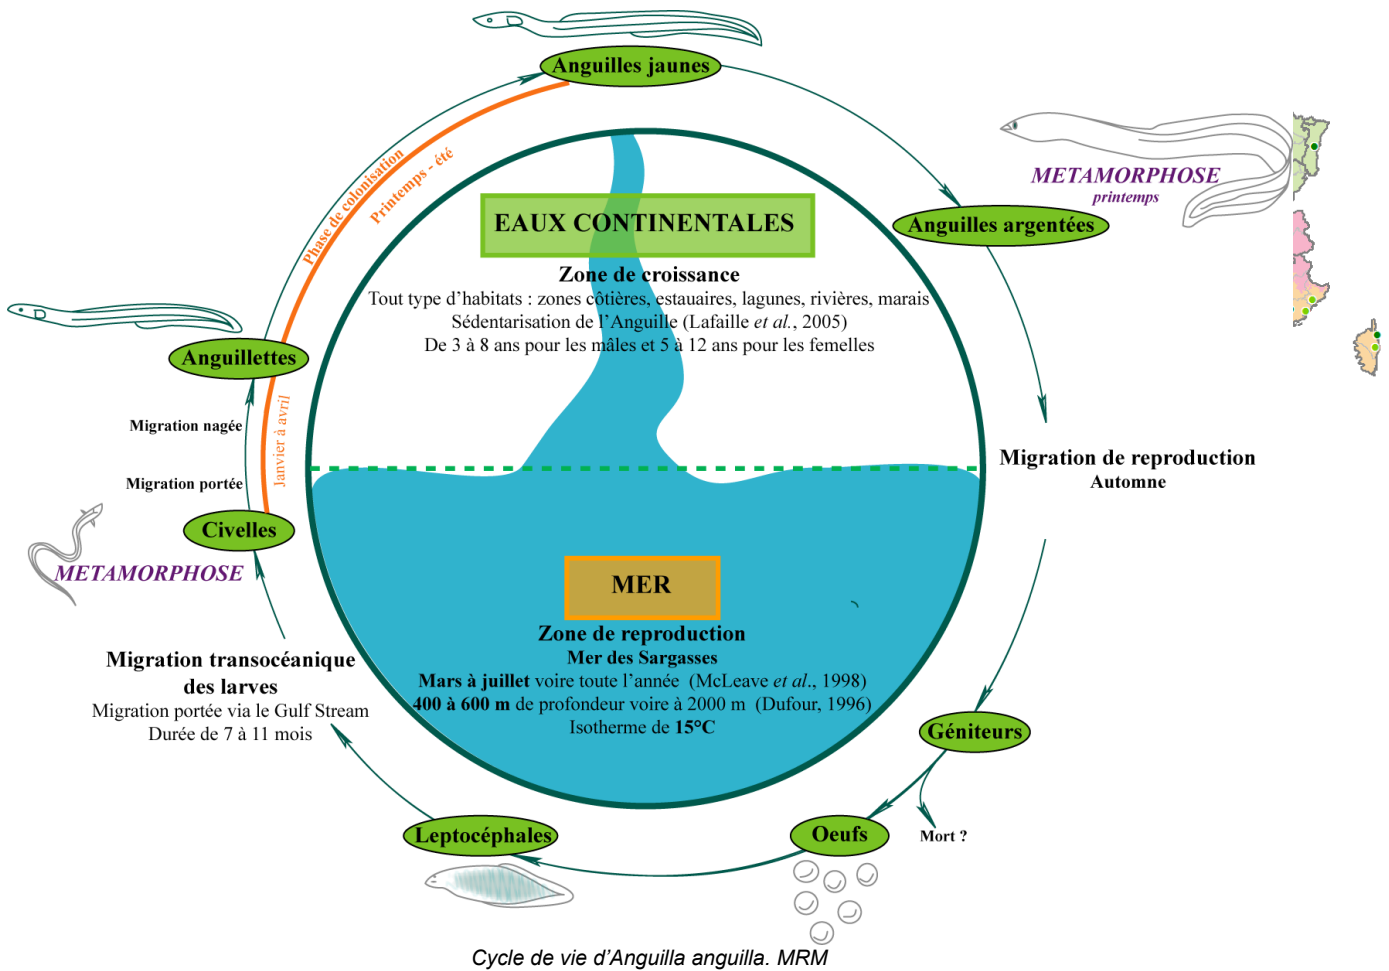 Anguilles jaunes
Phase de colonisation
Printemps - été
METAMORPHOSE
printemps
Anguilles argentées
EAUX CONTINENTALES
Zone de croissance
Tout type d'habitats : zones côtières, estauaires, lagunes, rivières, marais
Sédentarisation de l'Anguille (Lafaille et al., 2005)
De 3 à 8 ans pour les mâles et 5 à 12 ans pour les femelles
Anguillettes
Migration nagée
Janvier à avril
Migration portée
Migration de reproduction
Automne
Civelles
METAMORPHOSE
MER
Zone de reproduction
Mer des Sargasses
Mars à juillet voire toute l'année (McLeave et al., 1998)
400 à 600 m de profondeur voire à 2000 m (Dufour, 1996)
Isotherme de 15°C
Migration transocéanique
des larves
Migration portée via le Gulf Stream
Durée de 7 à 11 mois
Géniteurs
Leptocéphales
Oeufs
Mort ?
Cycle de vie d'Anguilla anguilla. MRM